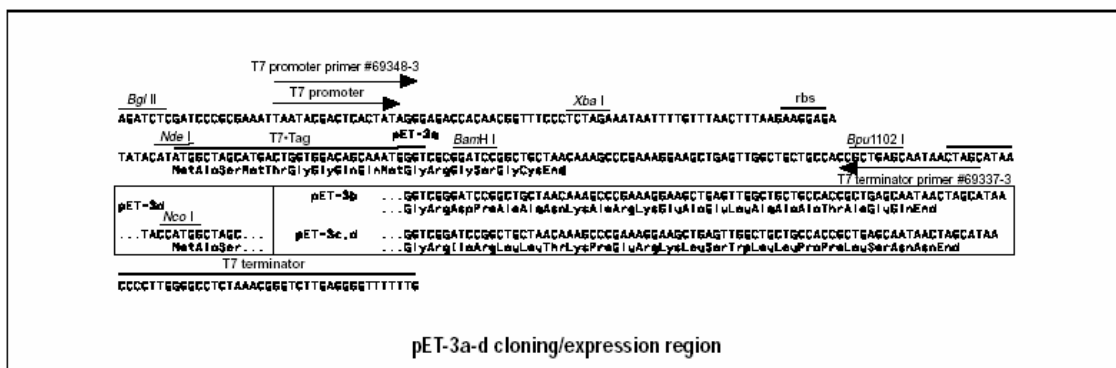 T7 promoter primer #69348-3
T7 promoter
Bgl II
Xba I
rbs
AGATCTCGATCCCGCGAAATTAATACGACTCACTATAGGGAGACCACAACGGTTTCCCTCTAGAAATAATTTTGTTTAACTTTAAGAAGGAGA
Nde I
T7•Tag
pET-3a
BamH I
Bpu1102 I
TATACATATGGCTAGCATGACTGGTGGACAGCAAATGGGTCGCGGATCCGGCTGCTAACAAAGCCCGAAAGGAAGCTGAGTTGGCTGCTGCCACCGCTGAGCAATAACTAGCATAA
MetAlaSerMetThrGlyGlyGlnGlnMetGlyArgGlySerGlyCysEnd
T7 terminator primer #69337-3
pET-3d
pET-3b
...GGTCGGGATCCGGCTGCTAACAAAGCCCGAAAGGAAGCTGAGTTGGCTGCTGCCACCGCTGAGCAATAACTAGCATAA
GlyArgAspProAlaAlaAsnLysAlaArgLysGluAlaGluLeuAlaAlaAlaThrAlaGluGlnEnd
Nco I
...TACCATGGCTAGC...
pET-3c,d
...GGTCGGATCCGGCTGCTAACAAAGCCCGAAAGGAAGCTGAGTTGGCTGCTGCCACCGCTGAGCAATAACTAGCATAA
MetAlaSer...
GlyArgIleArgLeuLeuThrLysProGluArgLysLeuSerTrpLeuLeuProProLeuSerAsnAsnEnd
T7 terminator
CCCCTTGGGGCCTCTAAACGGGTCTTGAGGGGTTTTTTG
pET-3a-d cloning/expression region